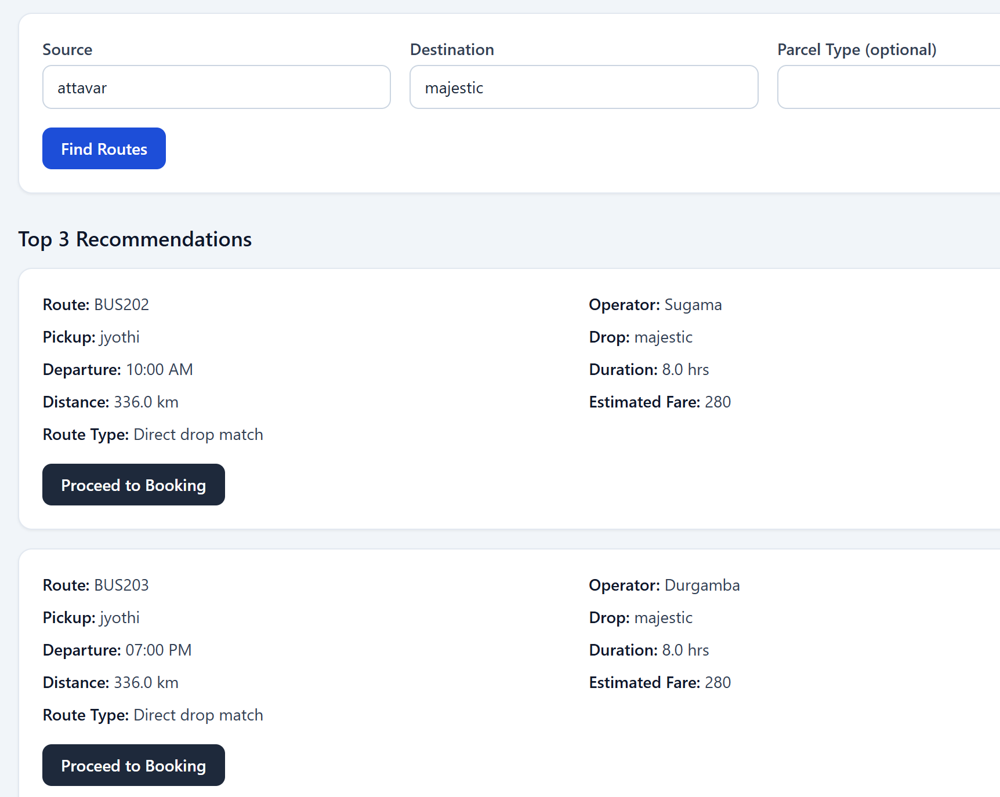 Source Destination Parcel Type (optional)
attavar majestic
Find Routes
Top 3 Recommendations
Route: BUS202 Operator: Sugama
Pickup: jyothi Drop: majestic
Departure: 10:00 AM Duration: 8.0 hrs
Distance: 336.0 km Estimated Fare: 280
Route Type: Direct drop match
Proceed to Booking
Route: BUS203 Operator: Durgamba
Pickup: jyothi Drop: majestic
Departure: 07:00 PM Duration: 8.0 hrs
Distance: 336.0 km Estimated Fare: 280
Route Type: Direct drop match
Proceed to Booking